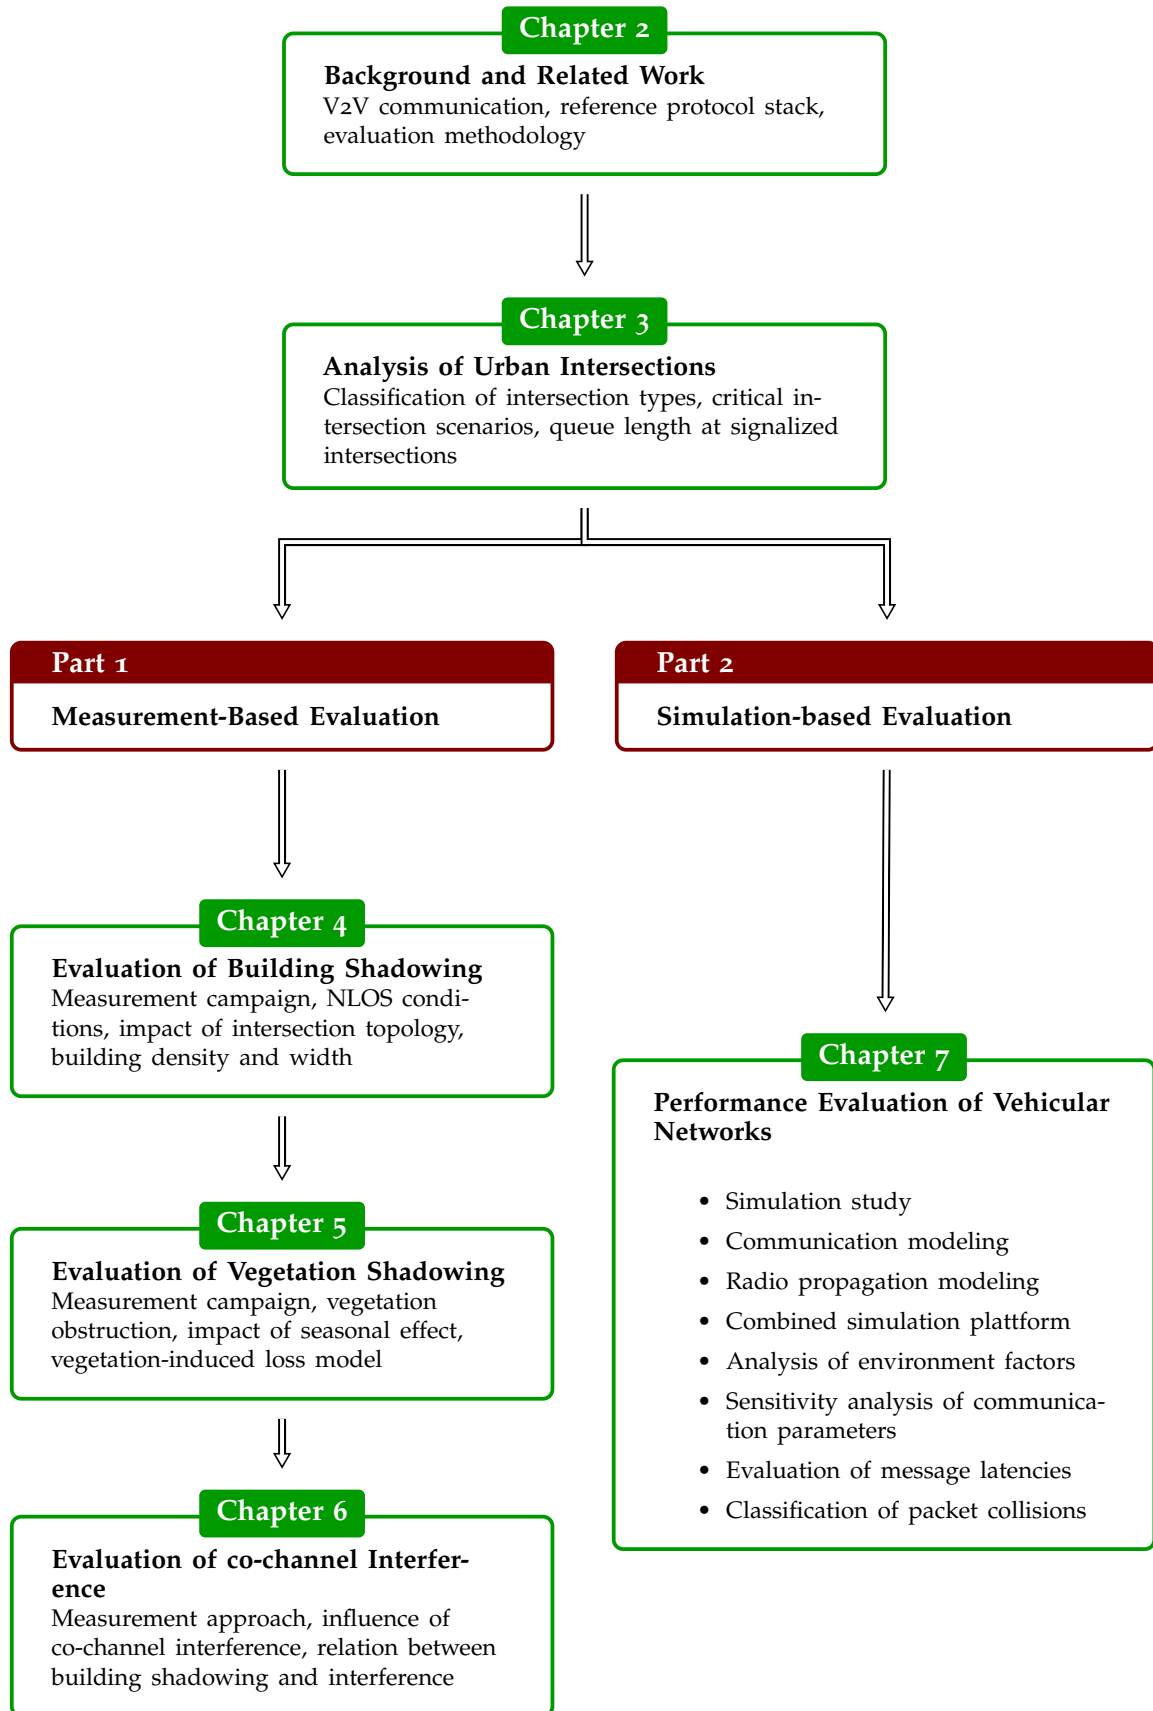 Chapter 2
Background and Related Work
V2V communication, reference protocol stack,
evaluation methodology
Chapter 3
Analysis of Urban Intersections
Classification of intersection types, critical in-
tersection scenarios, queue length at signalized
intersections
Part 1
Measurement-Based Evaluation
Part 2
Simulation-based Evaluation
Chapter 4
Evaluation of Building Shadowing
Measurement campaign, NLOS condi-
tions, impact of intersection topology,
building density and width
Chapter 5
Evaluation of Vegetation Shadowing
Measurement campaign, vegetation
obstruction, impact of seasonal effect,
vegetation-induced loss model
Chapter 6
Evaluation of co-channel Interfer-
ence
Measurement approach, influence of
co-channel interference, relation between
building shadowing and interference
Chapter 7
Performance Evaluation of Vehicular
Networks
• Simulation study
• Communication modeling
• Radio propagation modeling
• Combined simulation plattform
• Analysis of environment factors
• Sensitivity analysis of communica-
tion parameters
• Evaluation of message latencies
• Classification of packet collisions